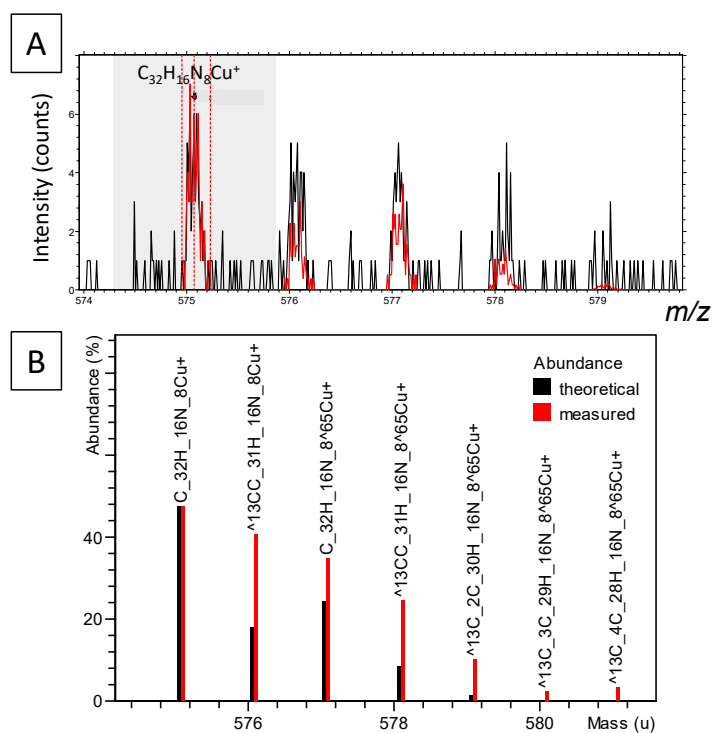 A
C₃₂H₁₆N₈Cu⁺
Intensity (counts)
6
4
2
0
574
575
576
577
578
579
m/z
B
Abundance (%)
40
20
0
C_32H_16N_8Cu+
^13CC_31H_16N_8Cu+
C_32H_16N_8^65Cu+
^13CC_31H_16N_8^65Cu+
^13C_2C_30H_16N_8^65Cu+
^13C_3C_29H_16N_8^65Cu+
^13C_4C_28H_16N_8^65Cu+
Abundance
theoretical
measured
576
578
580
Mass (u)